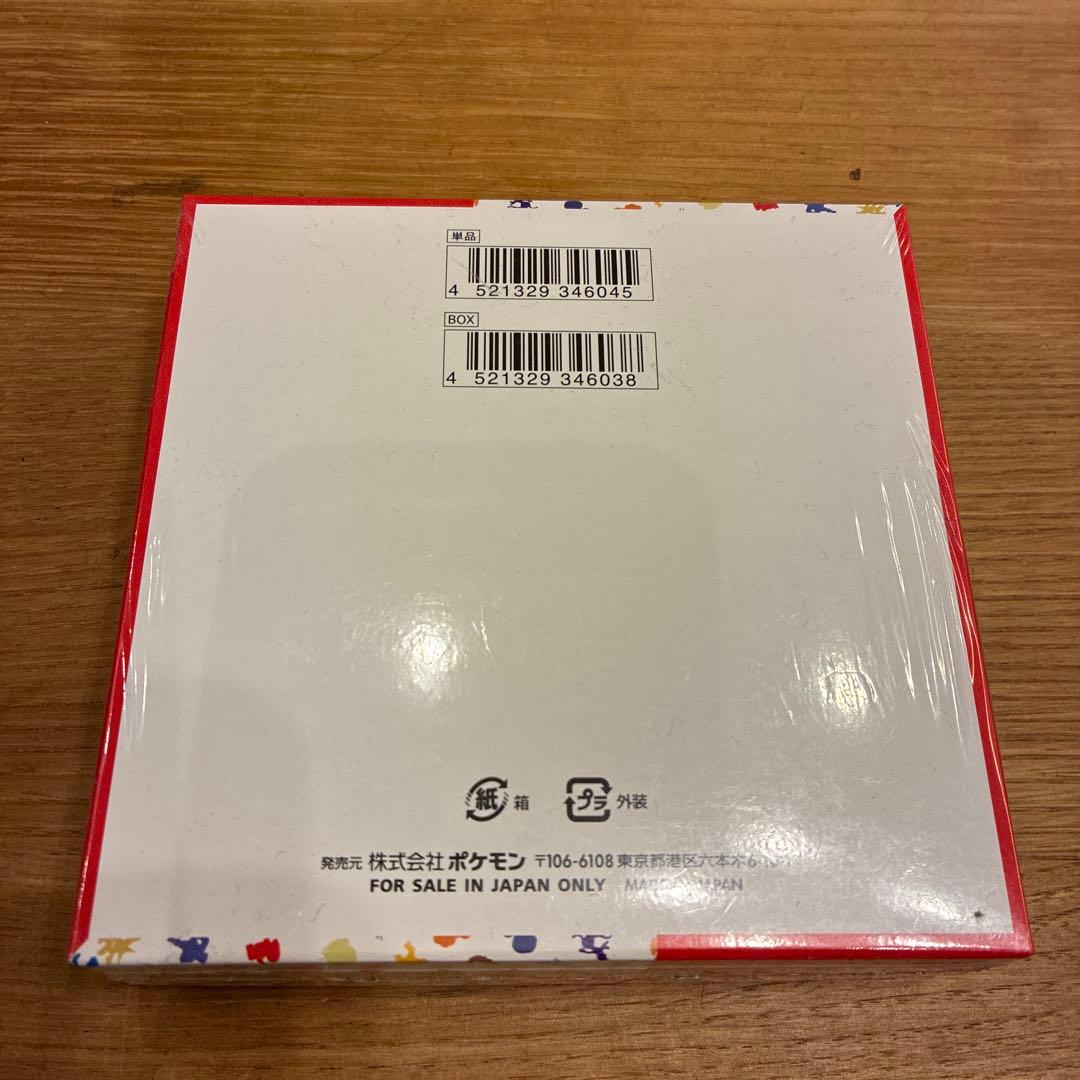 単品
4 521329 346045
BOX
4 521329 346038
紙 箱 プラ 外装
発売元 株式会社ポケモン 〒106-6108 東京都港区六本木
FOR SALE IN JAPAN ONLY JAPAN